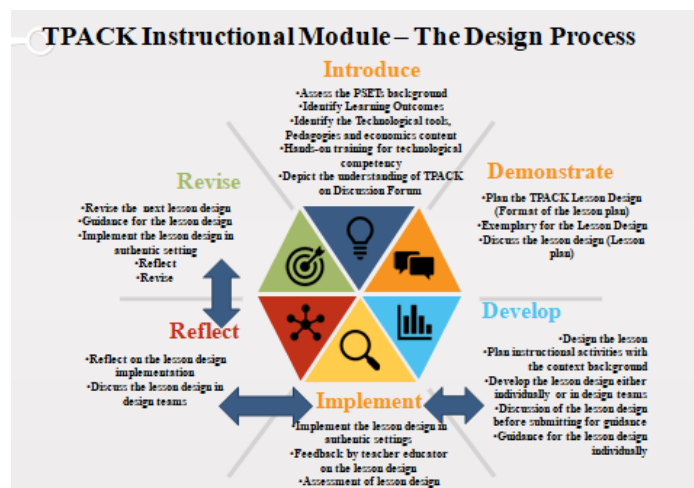 TPACK Instructional Module – The Design Process
Introduce
•Assess the PSETs background
•Identify Learning Outcomes
•Identify the Technological tools,
Pedagogies and economics content
•Hands-on training for technological
competency
•Depict the understanding of TPACK
on Discussion Forum
Demonstrate
•Plan the TPACK Lesson Design
(Format of the lesson plan)
•Exemplary for the Lesson Design
•Discuss the lesson design (Lesson
plan)
Develop
•Design the lesson
•Plan instructional activities with
the context background
•Develop the lesson design either
individually or in design teams
•Discussion of the lesson design
before submitting for guidance
•Guidance for the lesson design
individually
Implement
•Implement the lesson design in
authentic settings
•Feedback by teacher educator
on the lesson design
•Assessment of lesson design
Reflect
•Reflect on the lesson design
implementation
•Discuss the lesson design in
design teams
Revise
•Revise the next lesson design
•Guidance for the lesson design
•Implement the lesson design in
authentic setting
•Reflect
•Revise